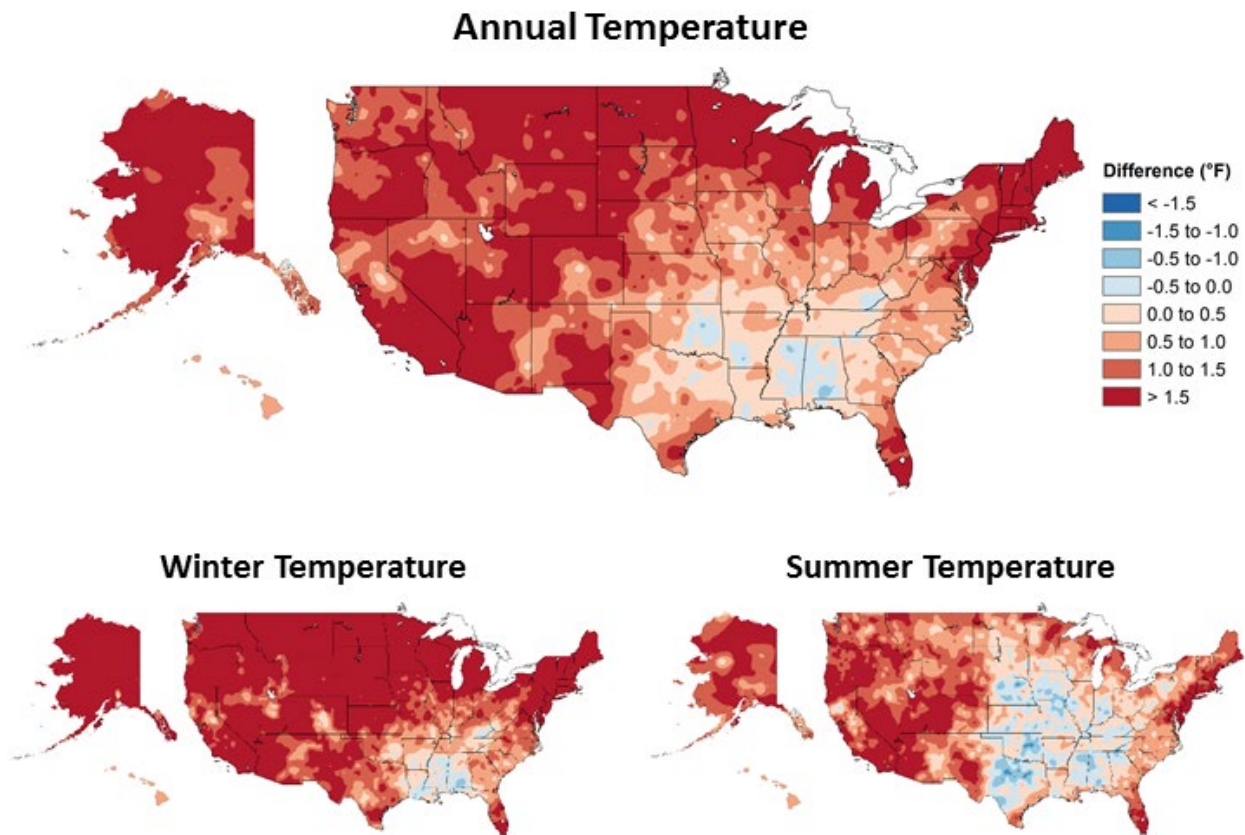 Annual Temperature
Difference (°F)
< -1.5
-1.5 to -1.0
-0.5 to -1.0
-0.5 to 0.0
0.0 to 0.5
0.5 to 1.0
1.0 to 1.5
> 1.5
Winter Temperature
Summer Temperature